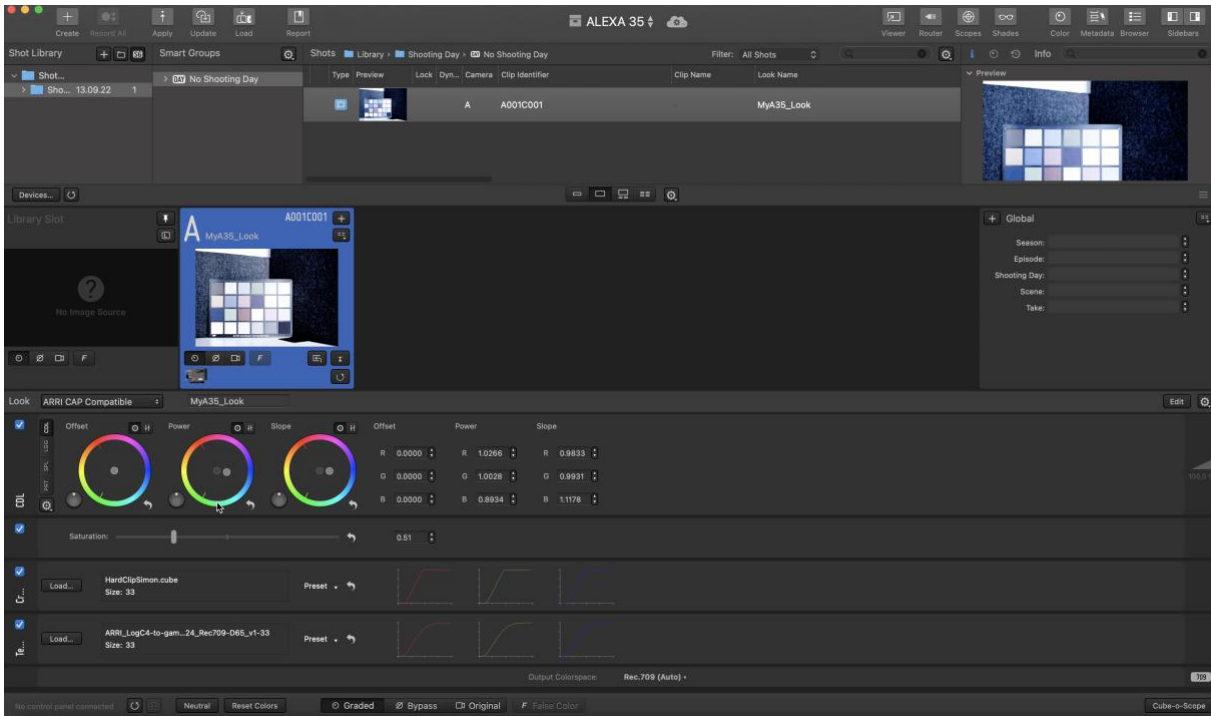 Create Record All Apply Update Load Report ALEXA 35 Viewer Router Scopes Shades Color Metadata Browser Sidebars
Shot Library Smart Groups Shots Library › Shooting Day › No Shooting Day Filter: All Shots Info
Shot... DAY No Shooting Day Type Preview Lock Dyn... Camera Clip Identifier Clip Name Look Name Preview
Sho... 13.09.22 1
A A001C001 MyA35_Look
Devices...
Library Slot A A001C001 Global
MyA35_Look
Season:
Episode:
Shooting Day:
No Image Source Scene:
Take:
F F
Look ARRI CAP Compatible MyA35_Look Edit
CDL LGG SPL PRT Offset Power Slope Offset Power Slope
R 0.0000 R 1.0266 R 0.9833
G 0.0000 G 1.0028 G 0.9931
CDL B 0.0000 B 0.8934 B 1.1178
Saturation: 0.51
Cr... Load... HardClipSimon.cube Preset
Size: 33
Te... Load... ARRI_LogC4-to-gam...24_Rec709-D65_v1-33 Preset
Size: 33
Output Colorspace: Rec.709 (Auto) 709
No control panel connected Neutral Reset Colors Graded Bypass Original F False Color Cube-o-Scope